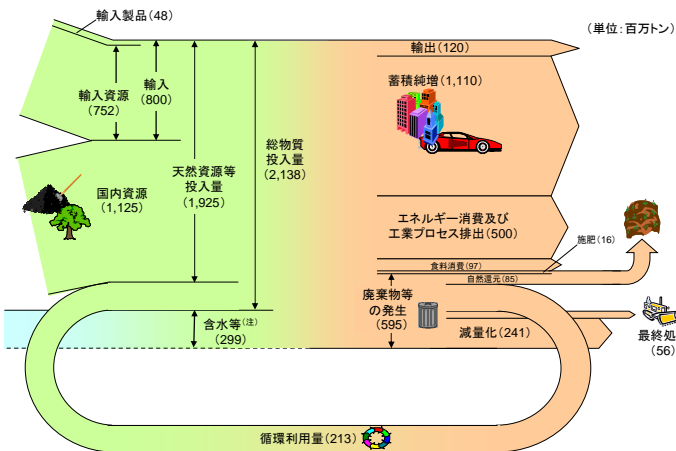 輸入製品(48)
(単位:百万トン)
輸出(120)
蓄積純増(1,110)
輸入資源
(752)
輸入
(800)
総物質
投入量
(2,138)
天然資源等
投入量
(1,925)
国内資源
(1,125)
エネルギー消費及び
工業プロセス排出(500)
施肥(16)
食料消費(97)
自然還元(85)
廃棄物等
の発生
(595)
含水等(注)
(299)
減量化(241)
最終処
(56)
循環利用量(213)